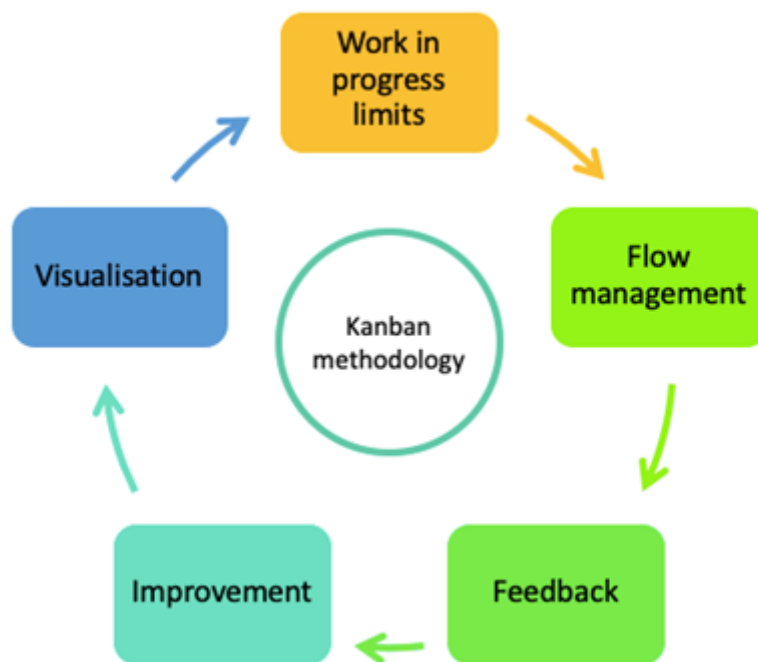 Work in
progress
limits
Visualisation
Flow
management
Kanban
methodology
Improvement
Feedback